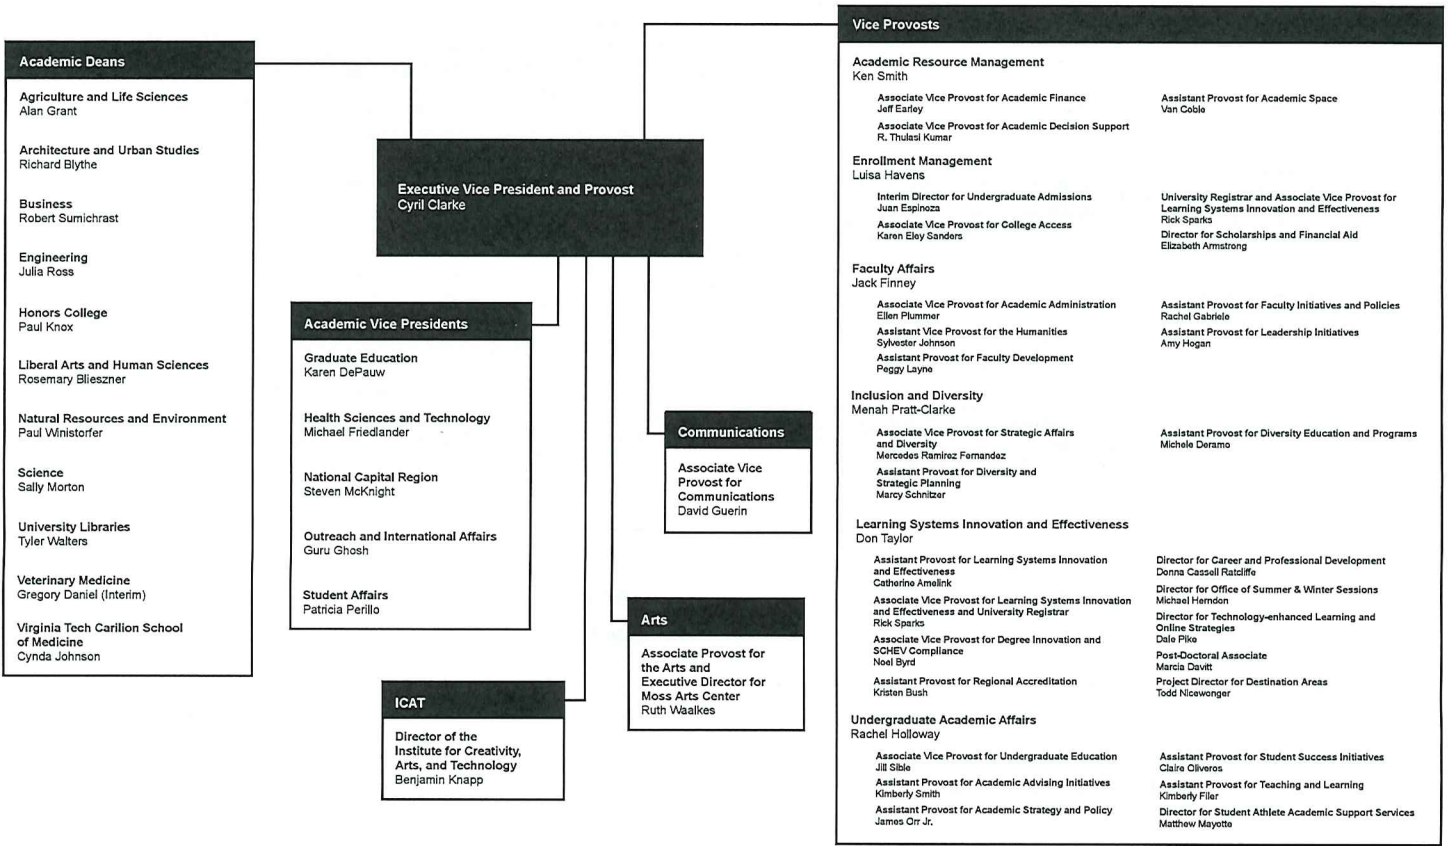 Academic Deans
Agriculture and Life Sciences
Alan Grant
Architecture and Urban Studies
Richard Blythe
Business
Robert Sumichrast
Engineering
Julia Ross
Honors College
Paul Knox
Liberal Arts and Human Sciences
Rosemary Blieszner
Natural Resources and Environment
Paul Winistorfer
Science
Sally Morton
University Libraries
Tyler Walters
Veterinary Medicine
Gregory Daniel (Interim)
Virginia Tech Carilion School
of Medicine
Cynda Johnson
Executive Vice President and Provost
Cyril Clarke
Academic Vice Presidents
Graduate Education
Karen DePauw
Health Sciences and Technology
Michael Friedlander
National Capital Region
Steven McKnight
Outreach and International Affairs
Guru Ghosh
Student Affairs
Patricia Perillo
ICAT
Director of the
Institute for Creativity,
Arts, and Technology
Benjamin Knapp
Communications
Associate Vice
Provost for
Communications
David Guerin
Arts
Associate Provost for
the Arts and
Executive Director for
Moss Arts Center
Ruth Waalkes
Vice Provosts
Academic Resource Management
Ken Smith
Associate Vice Provost for Academic Finance
Jeff Earley
Associate Vice Provost for Academic Decision Support
R. Thulasi Kumar
Assistant Provost for Academic Space
Van Coble
Enrollment Management
Luisa Havens
Interim Director for Undergraduate Admissions
Juan Espinoza
Associate Vice Provost for College Access
Karen Eley Sanders
University Registrar and Associate Vice Provost for
Learning Systems Innovation and Effectiveness
Rick Sparks
Director for Scholarships and Financial Aid
Elizabeth Armstrong
Faculty Affairs
Jack Finney
Associate Vice Provost for Academic Administration
Ellen Plummer
Assistant Vice Provost for the Humanities
Sylvester Johnson
Assistant Provost for Faculty Development
Peggy Layne
Assistant Provost for Faculty Initiatives and Policies
Rachel Gabriele
Assistant Provost for Leadership Initiatives
Amy Hogan
Inclusion and Diversity
Menah Pratt-Clarke
Associate Vice Provost for Strategic Affairs
and Diversity
Mercedes Ramirez Fernandez
Assistant Provost for Diversity and
Strategic Planning
Marcy Schnitzer
Assistant Provost for Diversity Education and Programs
Michele Deramo
Learning Systems Innovation and Effectiveness
Don Taylor
Assistant Provost for Learning Systems Innovation
and Effectiveness
Catherine Amelink
Associate Vice Provost for Learning Systems Innovation
and Effectiveness and University Registrar
Rick Sparks
Associate Vice Provost for Degree Innovation and
SCHEV Compliance
Noel Byrd
Assistant Provost for Regional Accreditation
Kristen Bush
Director for Career and Professional Development
Donna Cassell Ratcliffe
Director for Office of Summer & Winter Sessions
Michael Herndon
Director for Technology-enhanced Learning and
Online Strategies
Dale Pike
Post-Doctoral Associate
Marcia Davitt
Project Director for Destination Areas
Todd Nicewonger
Undergraduate Academic Affairs
Rachel Holloway
Associate Vice Provost for Undergraduate Education
Jill Sible
Assistant Provost for Academic Advising Initiatives
Kimberly Smith
Assistant Provost for Academic Strategy and Policy
James Orr Jr.
Assistant Provost for Student Success Initiatives
Claire Oliveros
Assistant Provost for Teaching and Learning
Kimberly Filer
Director for Student Athlete Academic Support Services
Matthew Mayotte